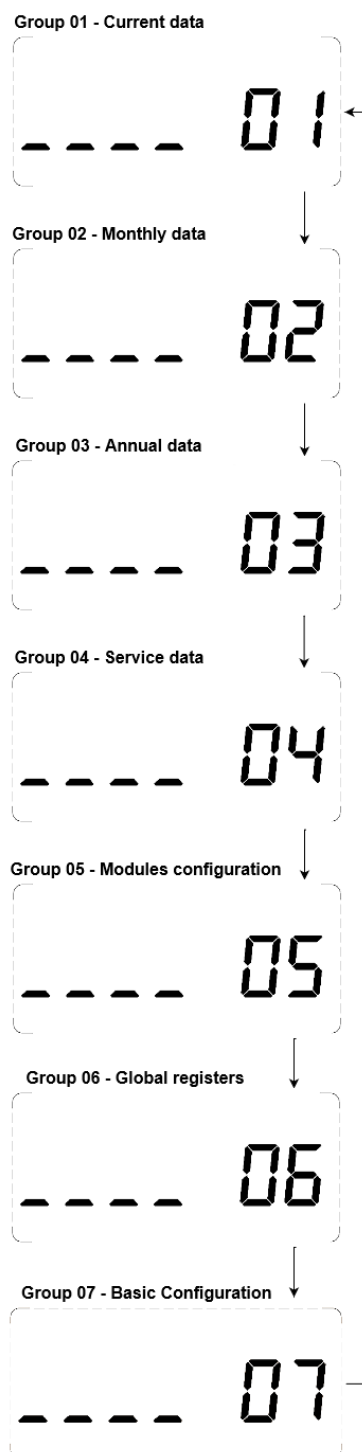 Group 01 - Current data
_ _ _ _ 01
Group 02 - Monthly data
_ _ _ _ 02
Group 03 - Annual data
_ _ _ _ 03
Group 04 - Service data
_ _ _ _ 04
Group 05 - Modules configuration
_ _ _ _ 05
Group 06 - Global registers
_ _ _ _ 06
Group 07 - Basic Configuration
_ _ _ _ 07